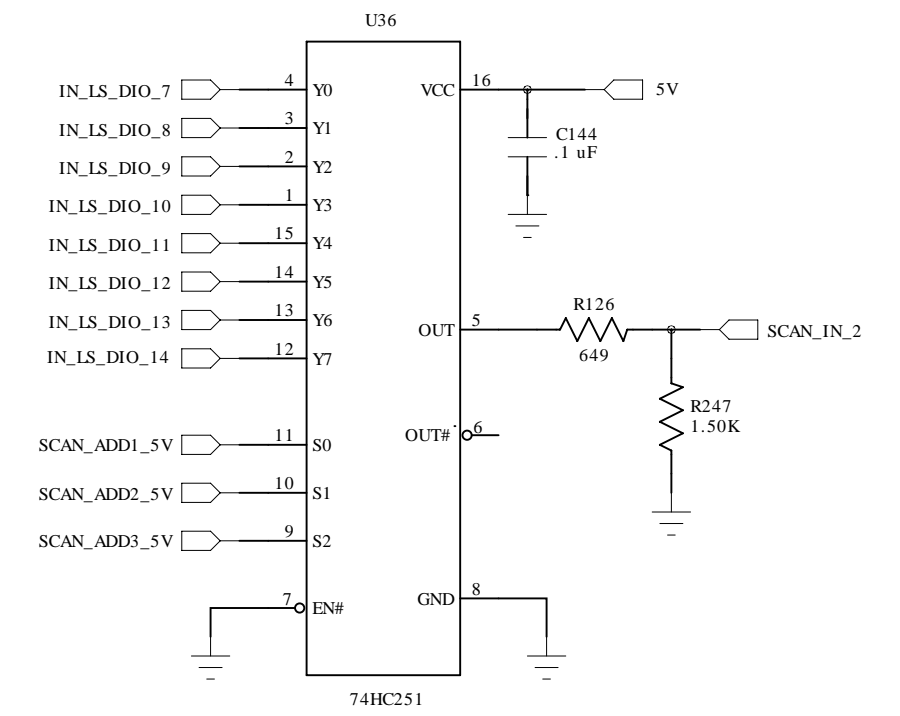 U36
IN_LS_DIO_7 4 Y0 VCC 16 5V
IN_LS_DIO_8 3 Y1
C144
.1 uF
IN_LS_DIO_9 2 Y2
IN_LS_DIO_10 1 Y3
IN_LS_DIO_11 15 Y4
IN_LS_DIO_12 14 Y5
IN_LS_DIO_13 13 Y6
IN_LS_DIO_14 12 Y7
R126
OUT 5 SCAN_IN_2
649
R247
1.50K
OUT# 6
SCAN_ADD1_5V 11 S0
SCAN_ADD2_5V 10 S1
SCAN_ADD3_5V 9 S2
7 EN# GND 8
74HC251